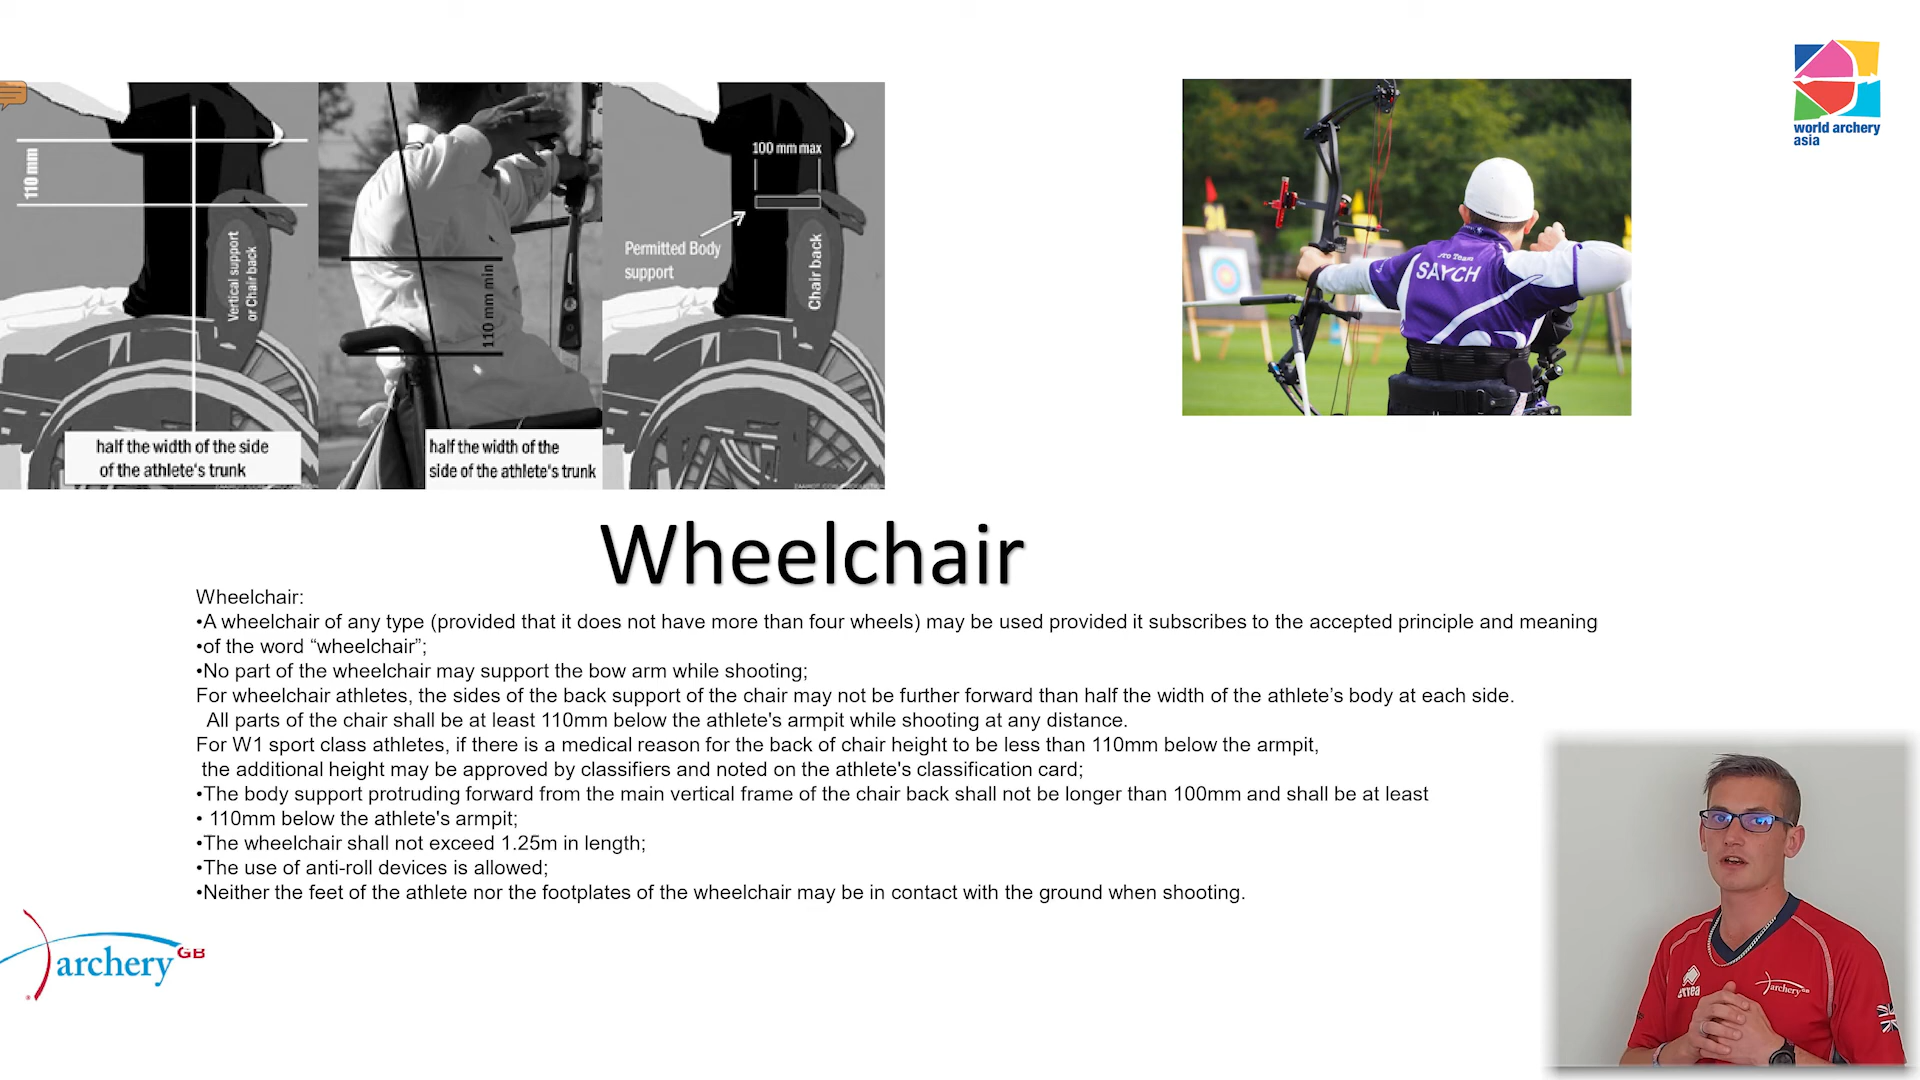 world archery
asia
110 mm
Vertical support
or Chair back
half the width of the side
of the athlete's trunk
110 mm min
half the width of the
side of the athlete's trunk
100 mm max
Permitted Body
support
Chair back
Pro Team
SAYCH
Wheelchair
Wheelchair:
•A wheelchair of any type (provided that it does not have more than four wheels) may be used provided it subscribes to the accepted principle and meaning
•of the word “wheelchair”;
•No part of the wheelchair may support the bow arm while shooting;
For wheelchair athletes, the sides of the back support of the chair may not be further forward than half the width of the athlete’s body at each side.
All parts of the chair shall be at least 110mm below the athlete's armpit while shooting at any distance.
For W1 sport class athletes, if there is a medical reason for the back of chair height to be less than 110mm below the armpit,
the additional height may be approved by classifiers and noted on the athlete's classification card;
•The body support protruding forward from the main vertical frame of the chair back shall not be longer than 100mm and shall be at least
• 110mm below the athlete's armpit;
•The wheelchair shall not exceed 1.25m in length;
•The use of anti-roll devices is allowed;
•Neither the feet of the athlete nor the footplates of the wheelchair may be in contact with the ground when shooting.
archery GB
errea
archery GB